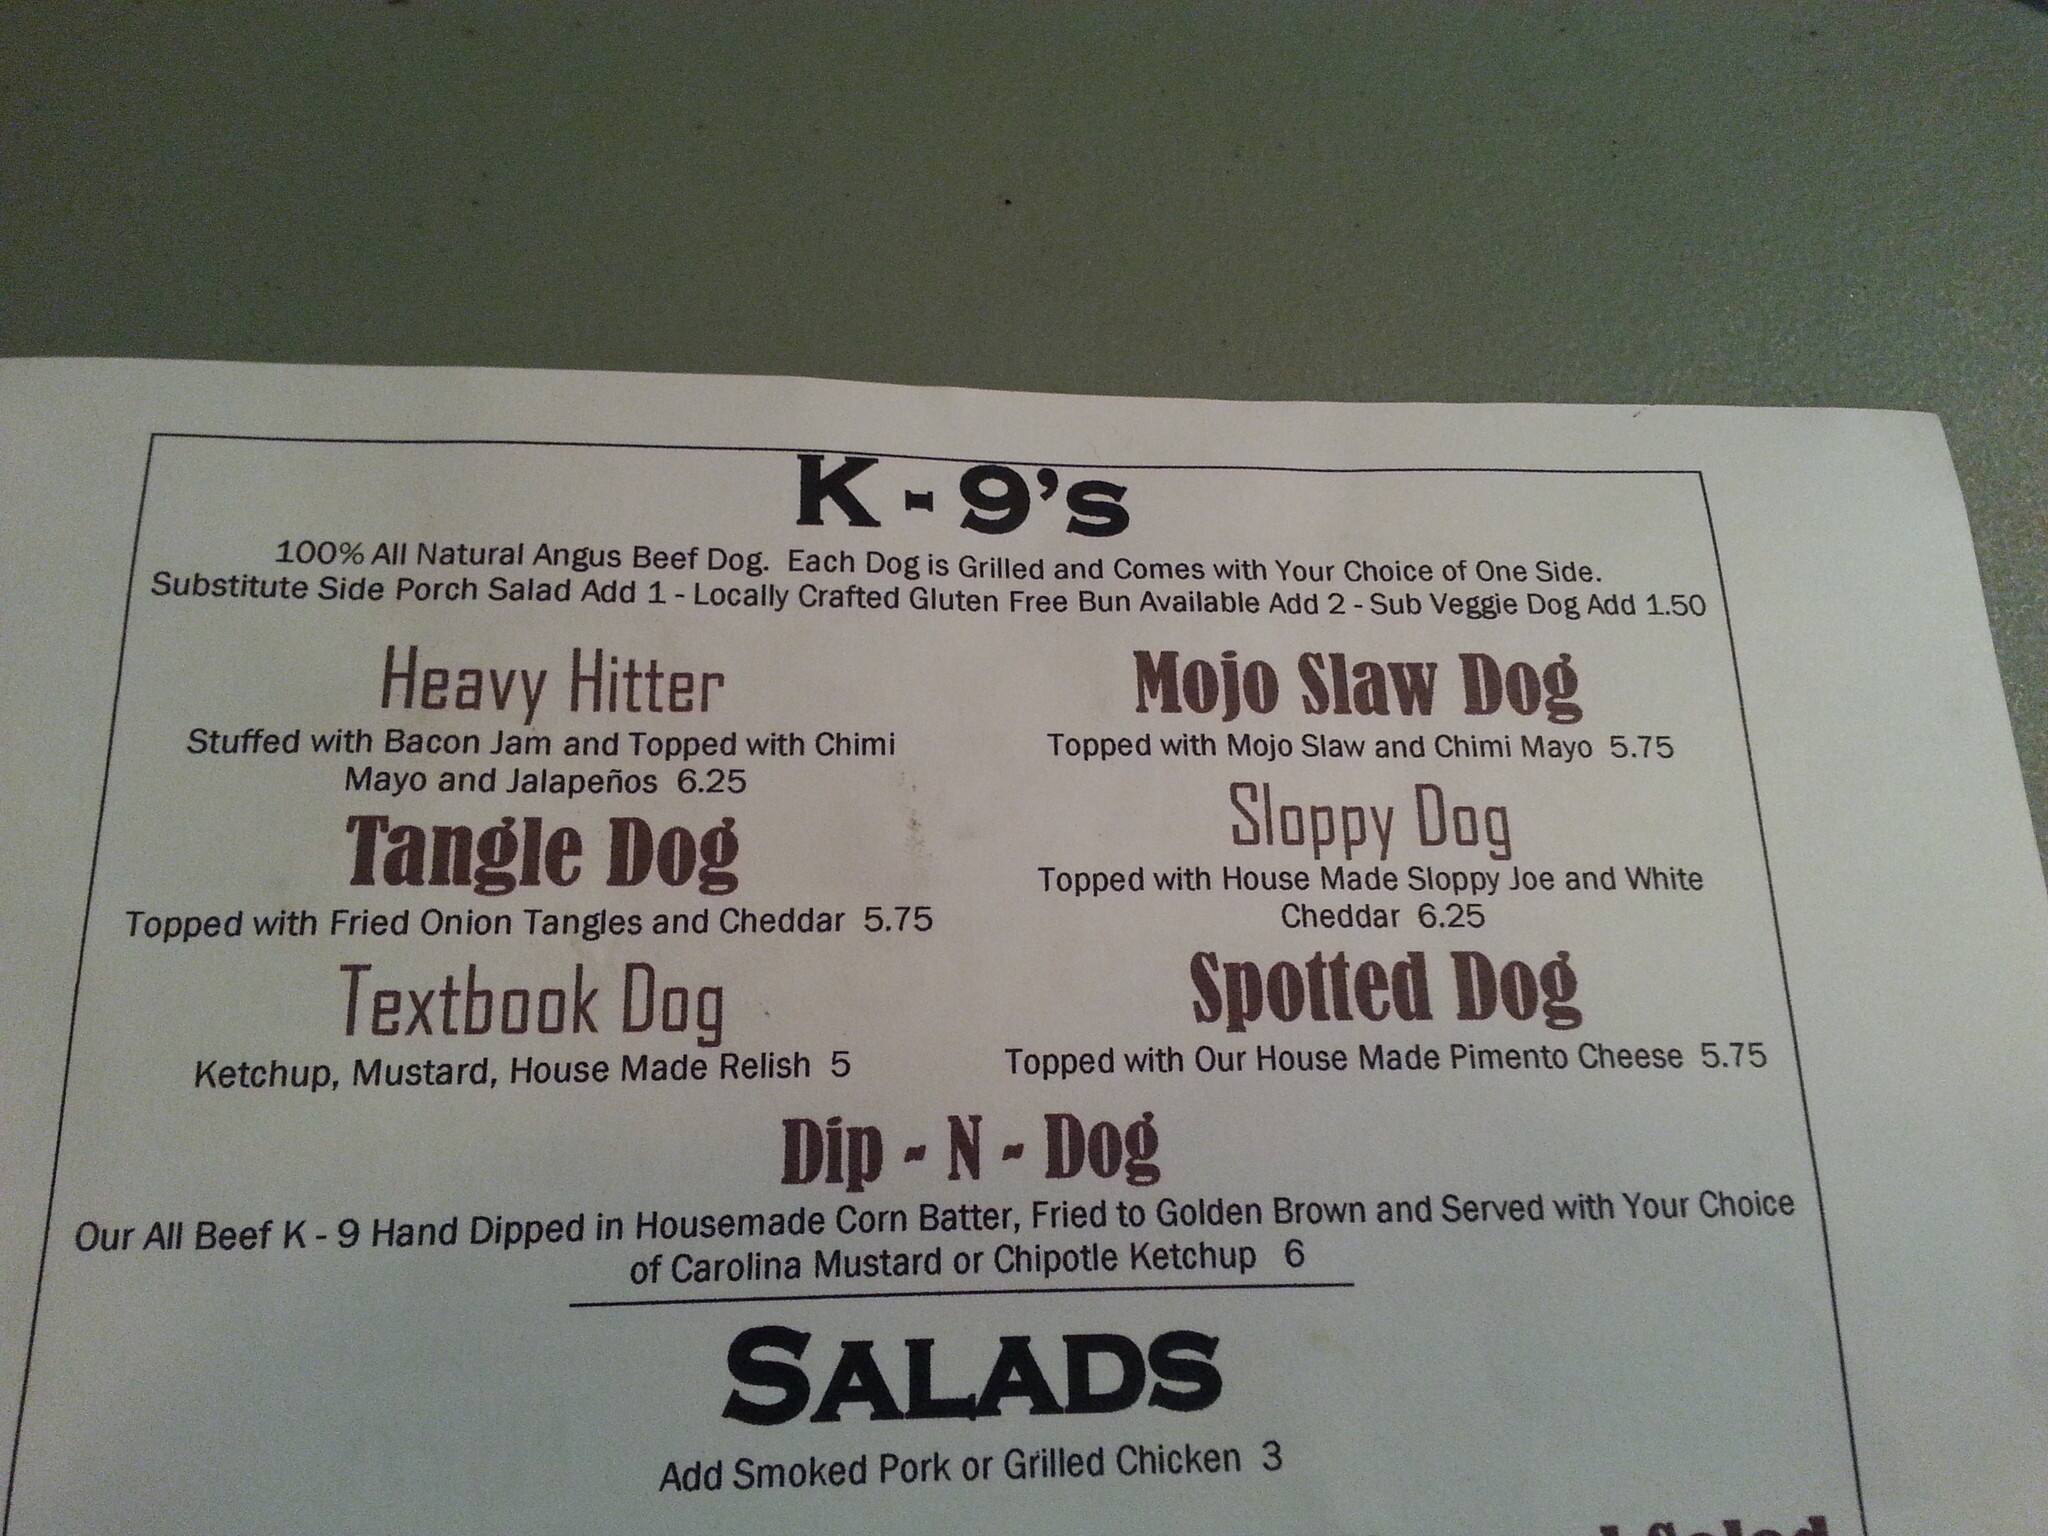 K - 9's
100% All Natural Angus Beef Dog. Each Dog is Grilled and Comes with Your Choice of One Side.
Substitute Side Porch Salad Add 1 - Locally Crafted Gluten Free Bun Available Add 2 - Sub Veggie Dog Add 1.50
Heavy Hitter
Stuffed with Bacon Jam and Topped with Chimi
Mayo and Jalapeños 6.25
Tangle Dog
Topped with Fried Onion Tangles and Cheddar 5.75
Textbook Dog
Ketchup, Mustard, House Made Relish 5
Mojo Slaw Dog
Topped with Mojo Slaw and Chimi Mayo 5.75
Sloppy Dog
Topped with House Made Sloppy Joe and White
Cheddar 6.25
Spotted Dog
Topped with Our House Made Pimento Cheese 5.75
Dip - N - Dog
Our All Beef K - 9 Hand Dipped in Housemade Corn Batter, Fried to Golden Brown and Served with Your Choice
of Carolina Mustard or Chipotle Ketchup 6
SALADS
Add Smoked Pork or Grilled Chicken 3
Salad